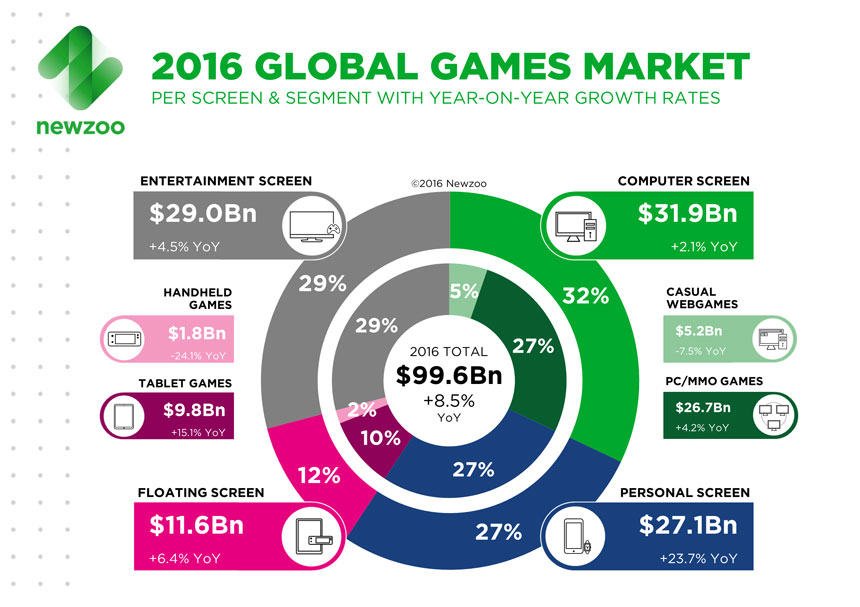 2016 GLOBAL GAMES MARKET
PER SCREEN & SEGMENT WITH YEAR-ON-YEAR GROWTH RATES
newzoo
©2016 Newzoo
ENTERTAINMENT SCREEN
$29.0Bn
+4.5% YoY
COMPUTER SCREEN
$31.9Bn
+2.1% YoY
HANDHELD
GAMES
$1.8Bn
-24.1% YoY
TABLET GAMES
$9.8Bn
+15.1% YoY
29%
32%
5%
29%
27%
2%
10%
27%
12%
27%
2016 TOTAL
$99.6Bn
+8.5%
YoY
CASUAL
WEBGAMES
$5.2Bn
-7.5% YoY
PC/MMO GAMES
$26.7Bn
+4.2% YoY
FLOATING SCREEN
$11.6Bn
+6.4% YoY
PERSONAL SCREEN
$27.1Bn
+23.7% YoY